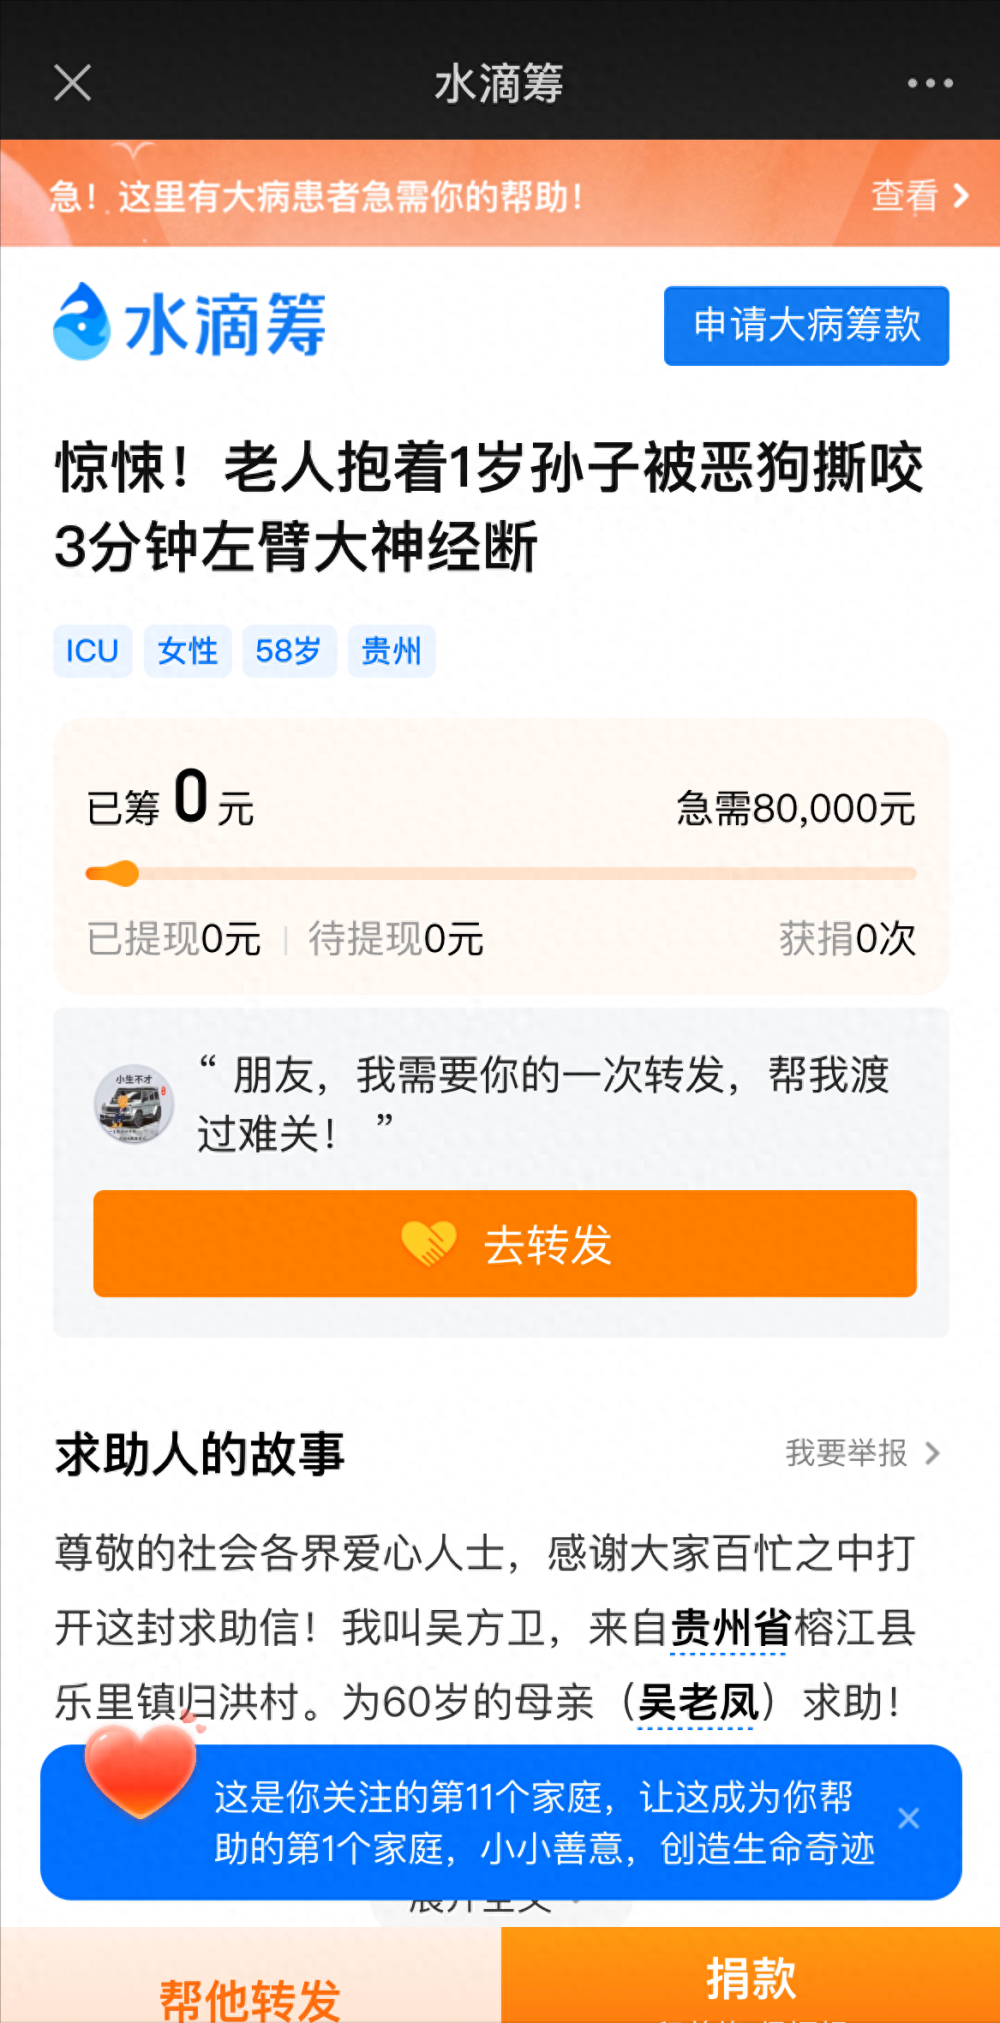 水滴筹
急！这里有大病患者急需你的帮助！ 查看
水滴筹 申请大病筹款
惊悚！老人抱着1岁孙子被恶狗撕咬
3分钟左臂大神经断
ICU 女性 58岁 贵州
已筹 0 元 急需80,000元
已提现0元 待提现0元 获捐0次
小生不才
“ 朋友，我需要你的一次转发，帮我渡
过难关！ ”
去转发
求助人的故事 我要举报
尊敬的社会各界爱心人士，感谢大家百忙之中打
开这封求助信！我叫吴方卫，来自贵州省榕江县
乐里镇归洪村。为60岁的母亲（吴老凤）求助！
这是你关注的第11个家庭，让这成为你帮
助的第1个家庭，小小善意，创造生命奇迹
展开全文
帮他转发 捐款